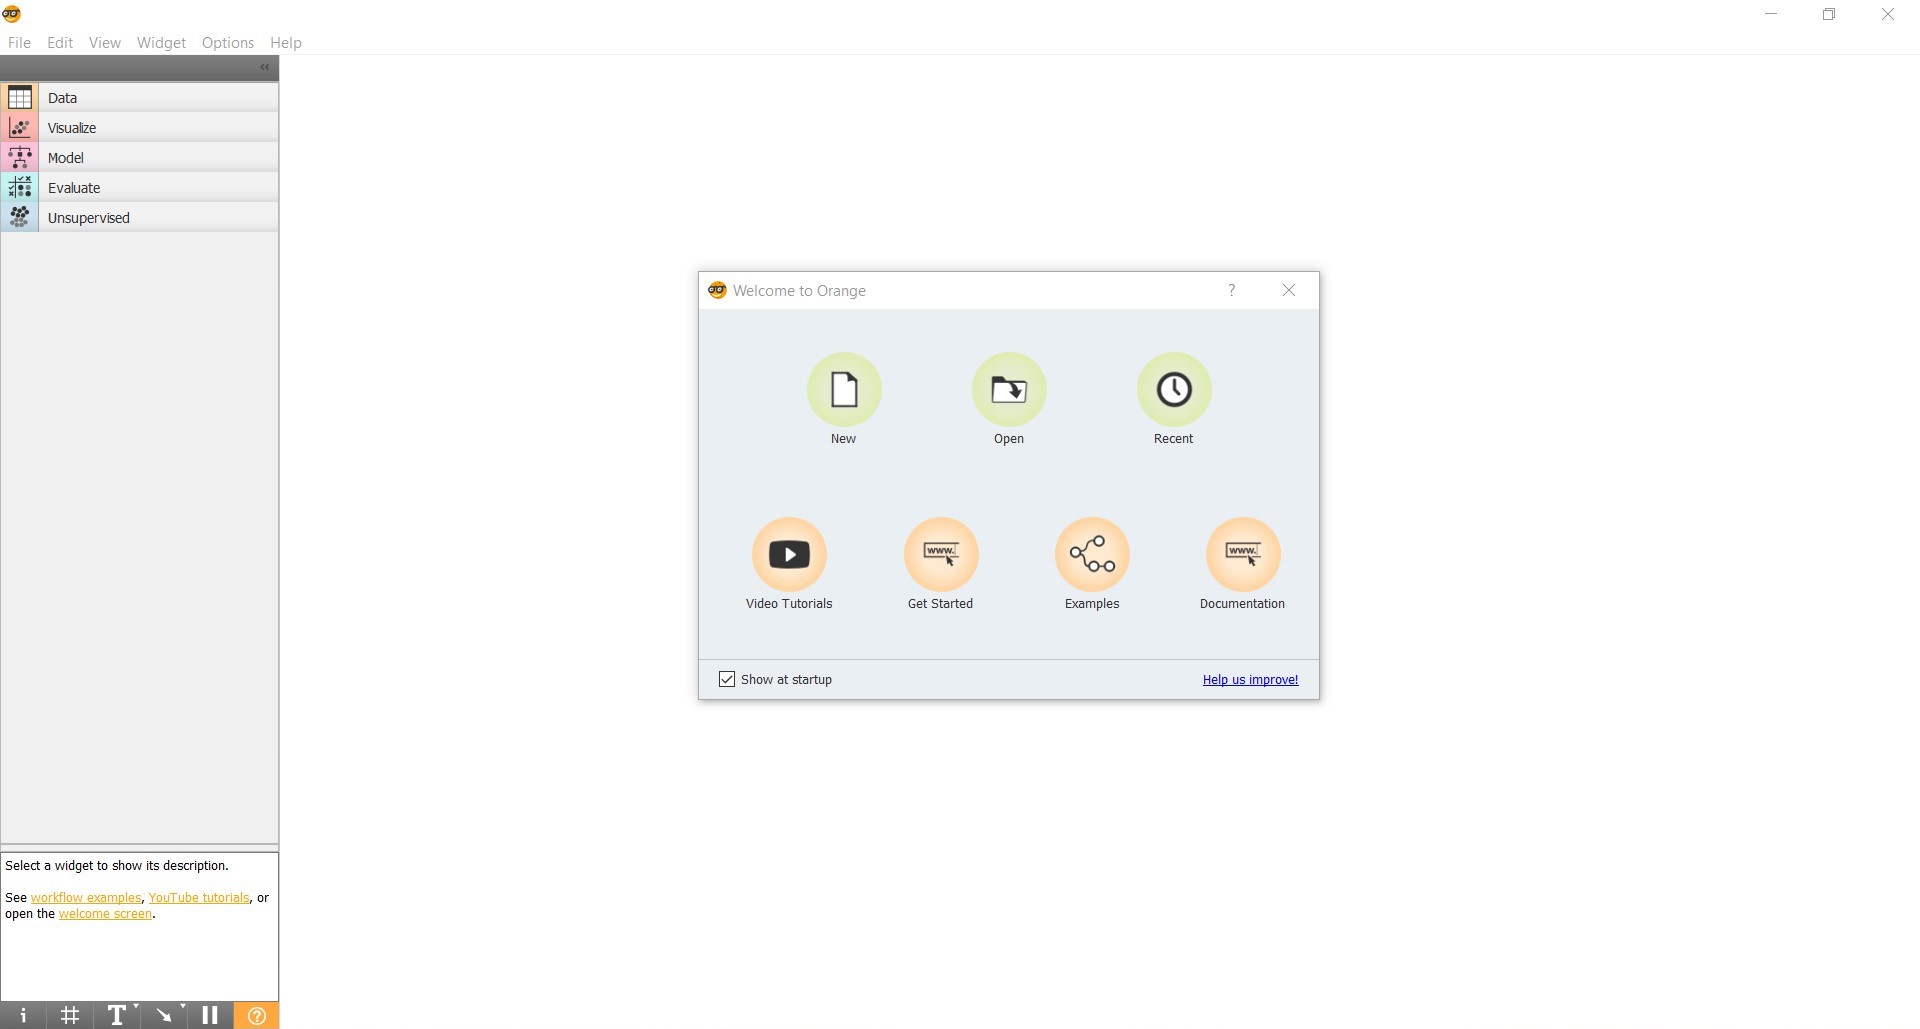 File Edit View Widget Options Help
Data
Visualize
Model
Evaluate
Unsupervised
Welcome to Orange
New Open Recent
www. www.
Video Tutorials Get Started Examples Documentation
Show at startup Help us improve!
Select a widget to show its description.
See workflow examples, YouTube tutorials, or
open the welcome screen.
i # T ?